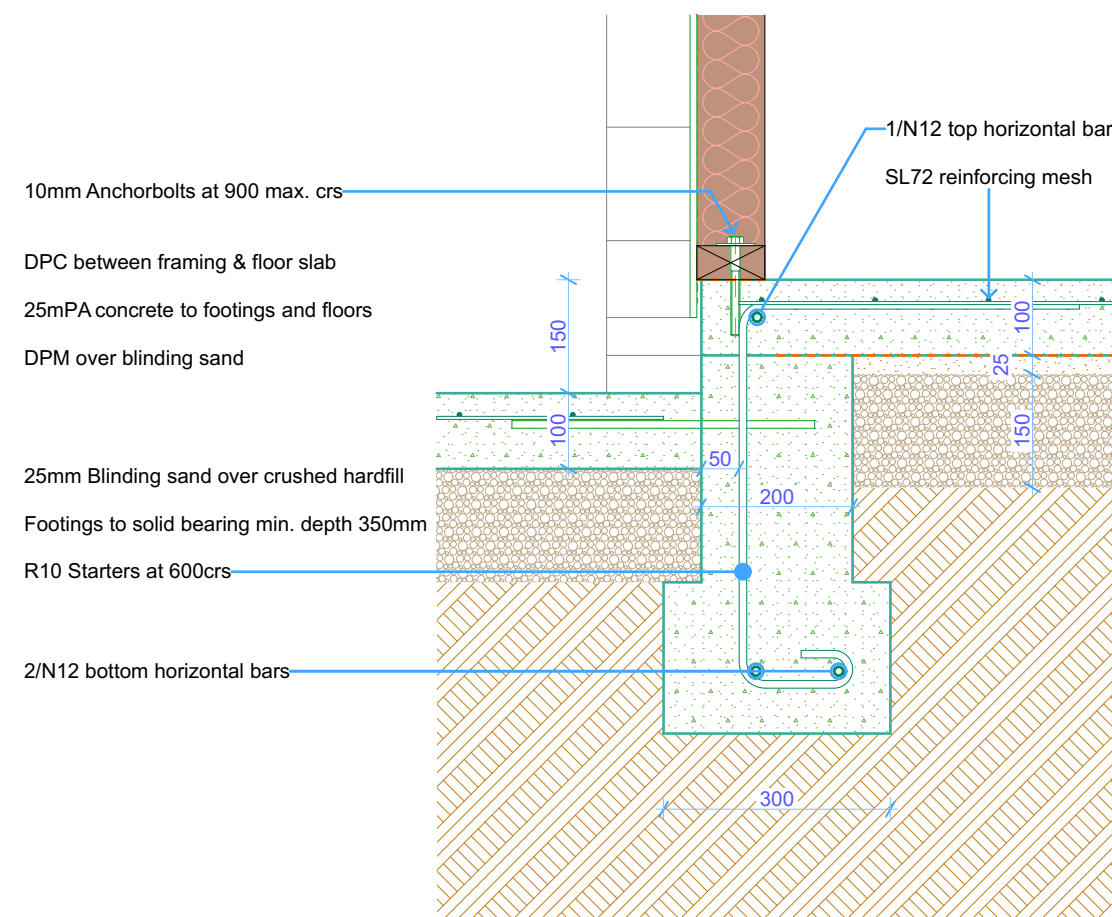 1/N12 top horizontal bar
SL72 reinforcing mesh
10mm Anchorbolts at 900 max. crs
DPC between framing & floor slab
25mPA concrete to footings and floors
DPM over blinding sand
25mm Blinding sand over crushed hardfill
Footings to solid bearing min. depth 350mm
R10 Starters at 600crs
2/N12 bottom horizontal bars
150
100
50
200
300
100
25
150